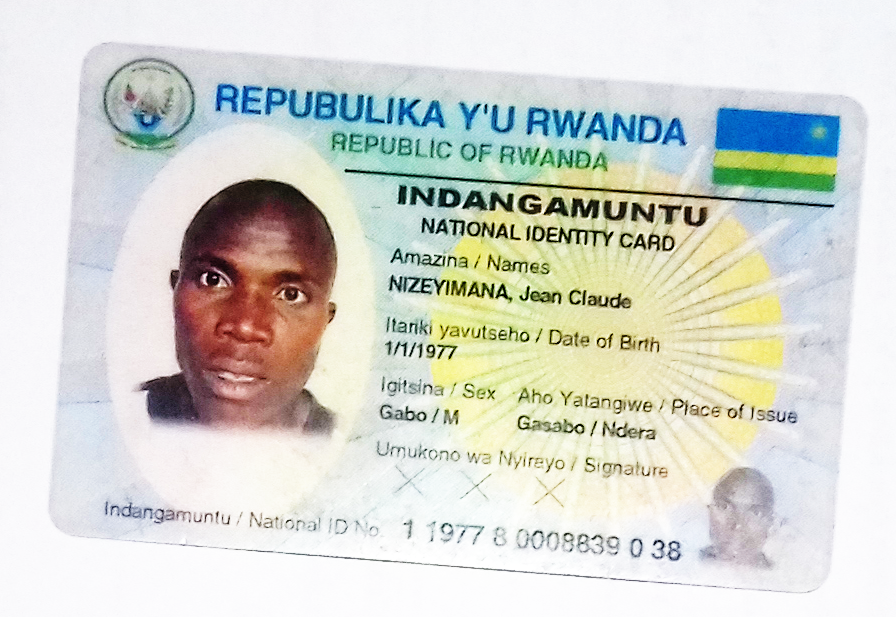 REPUBULIKA Y'U RWANDA
REPUBLIC OF RWANDA
INDANGAMUNTU
NATIONAL IDENTITY CARD
Amazina / Names
NIZEYIMANA, Jean Claude
Itariki yavutseho / Date of Birth
1/1/1977
Igitsina / Sex Aho Yatangiwe / Place of Issue
Gabo / M Gasabo / Ndera
Umukono wa Nyirayo / Signature
X X X
Indangamuntu / National ID No. 1 1977 8 0008839 0 38